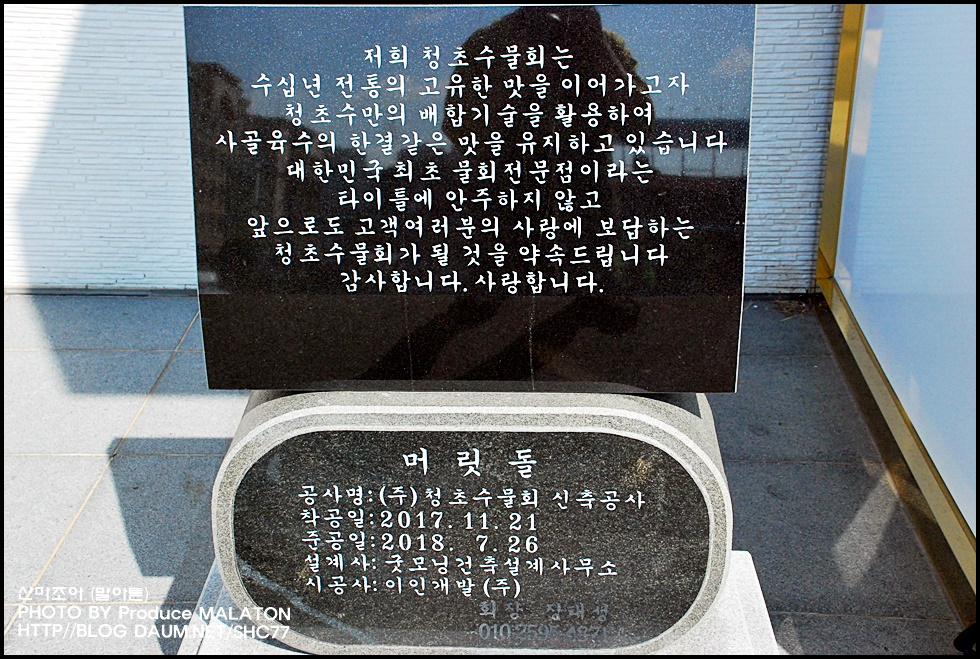 저희 청초수물회는
수십년 전통의 고유한 맛을 이어가고자
청초수만의 배합기술을 활용하여
사골육수의 한결같은 맛을 유지하고 있습니다
대한민국 최초 물회전문점이라는
타이틀에 안주하지 않고
앞으로도 고객여러분의 사랑에 보답하는
청초수물회가 될 것을 약속드립니다
감사합니다. 사랑합니다.
머릿돌
공사명:(주)청초수물회 신축공사
착공일:2017. 11. 21
준공일:2018. 7. 26
설계사: 굿모닝건축설계사무소
시공사: 이인개발(주)
회장
PHOTO BY Produce MALATON
HTTP//BLOG DAUM.NET/SHC77